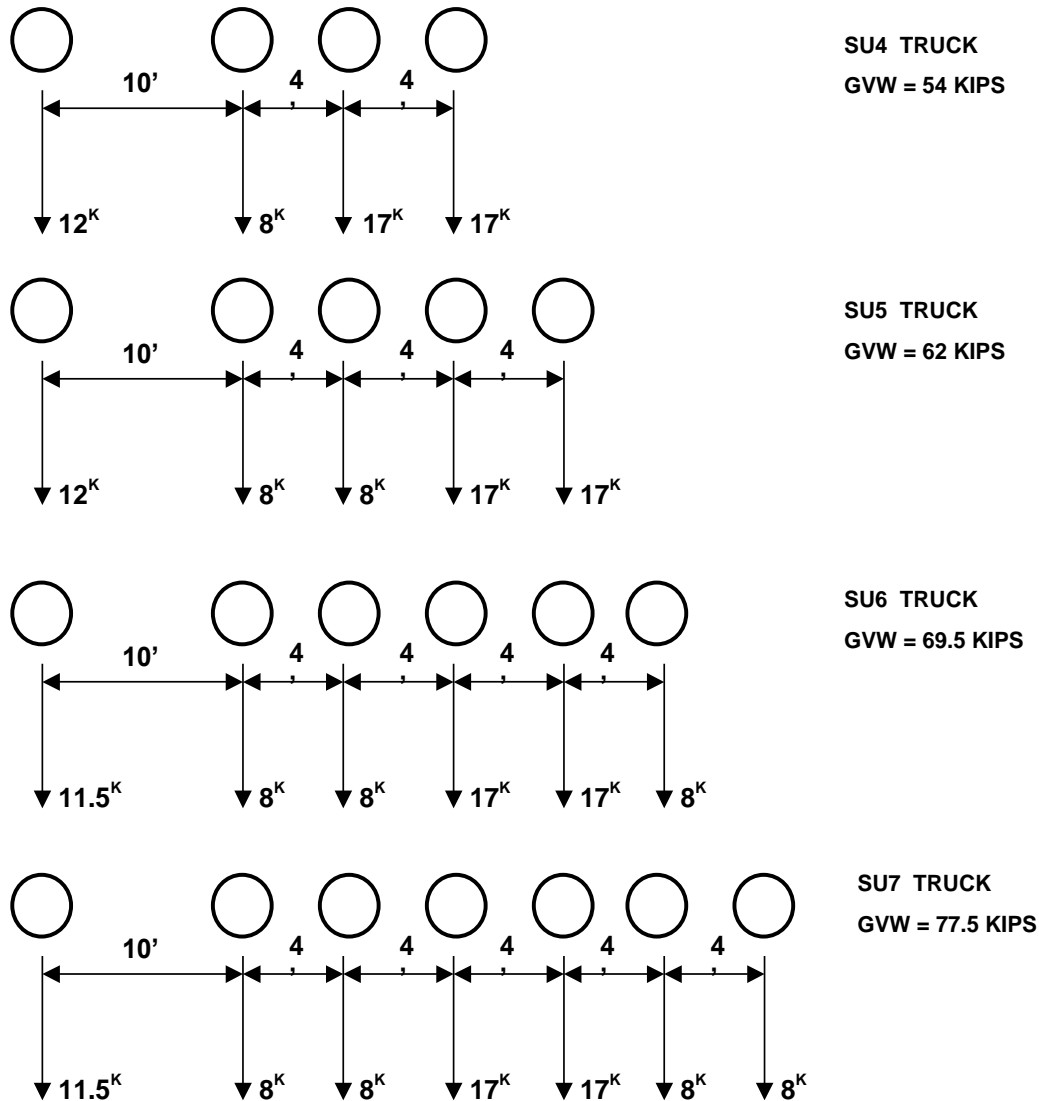 SU4 TRUCK
GVW = 54 KIPS
10’ 4’ 4’
12K 8K 17K 17K
SU5 TRUCK
GVW = 62 KIPS
10’ 4’ 4’ 4’
12K 8K 8K 17K 17K
SU6 TRUCK
GVW = 69.5 KIPS
10’ 4’ 4’ 4’ 4’
11.5K 8K 8K 17K 17K 8K
SU7 TRUCK
GVW = 77.5 KIPS
10’ 4’ 4’ 4’ 4’ 4’
11.5K 8K 8K 17K 17K 8K 8K